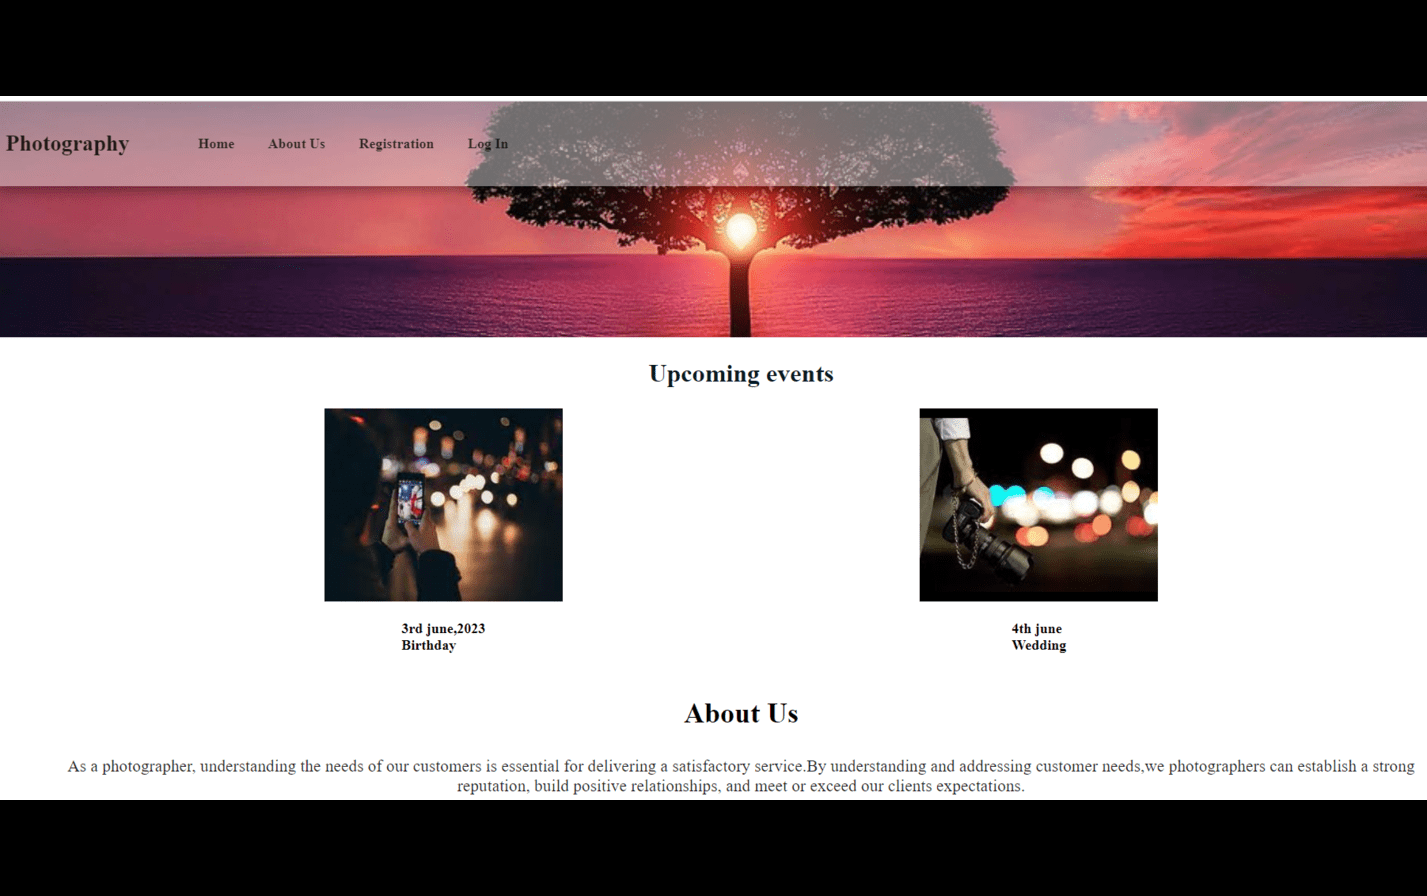 Photography Home About Us Registration Log In
Upcoming events
3rd june,2023
Birthday
4th june
Wedding
About Us
As a photographer, understanding the needs of our customers is essential for delivering a satisfactory service.By understanding and addressing customer needs,we photographers can establish a strong
reputation, build positive relationships, and meet or exceed our clients expectations.